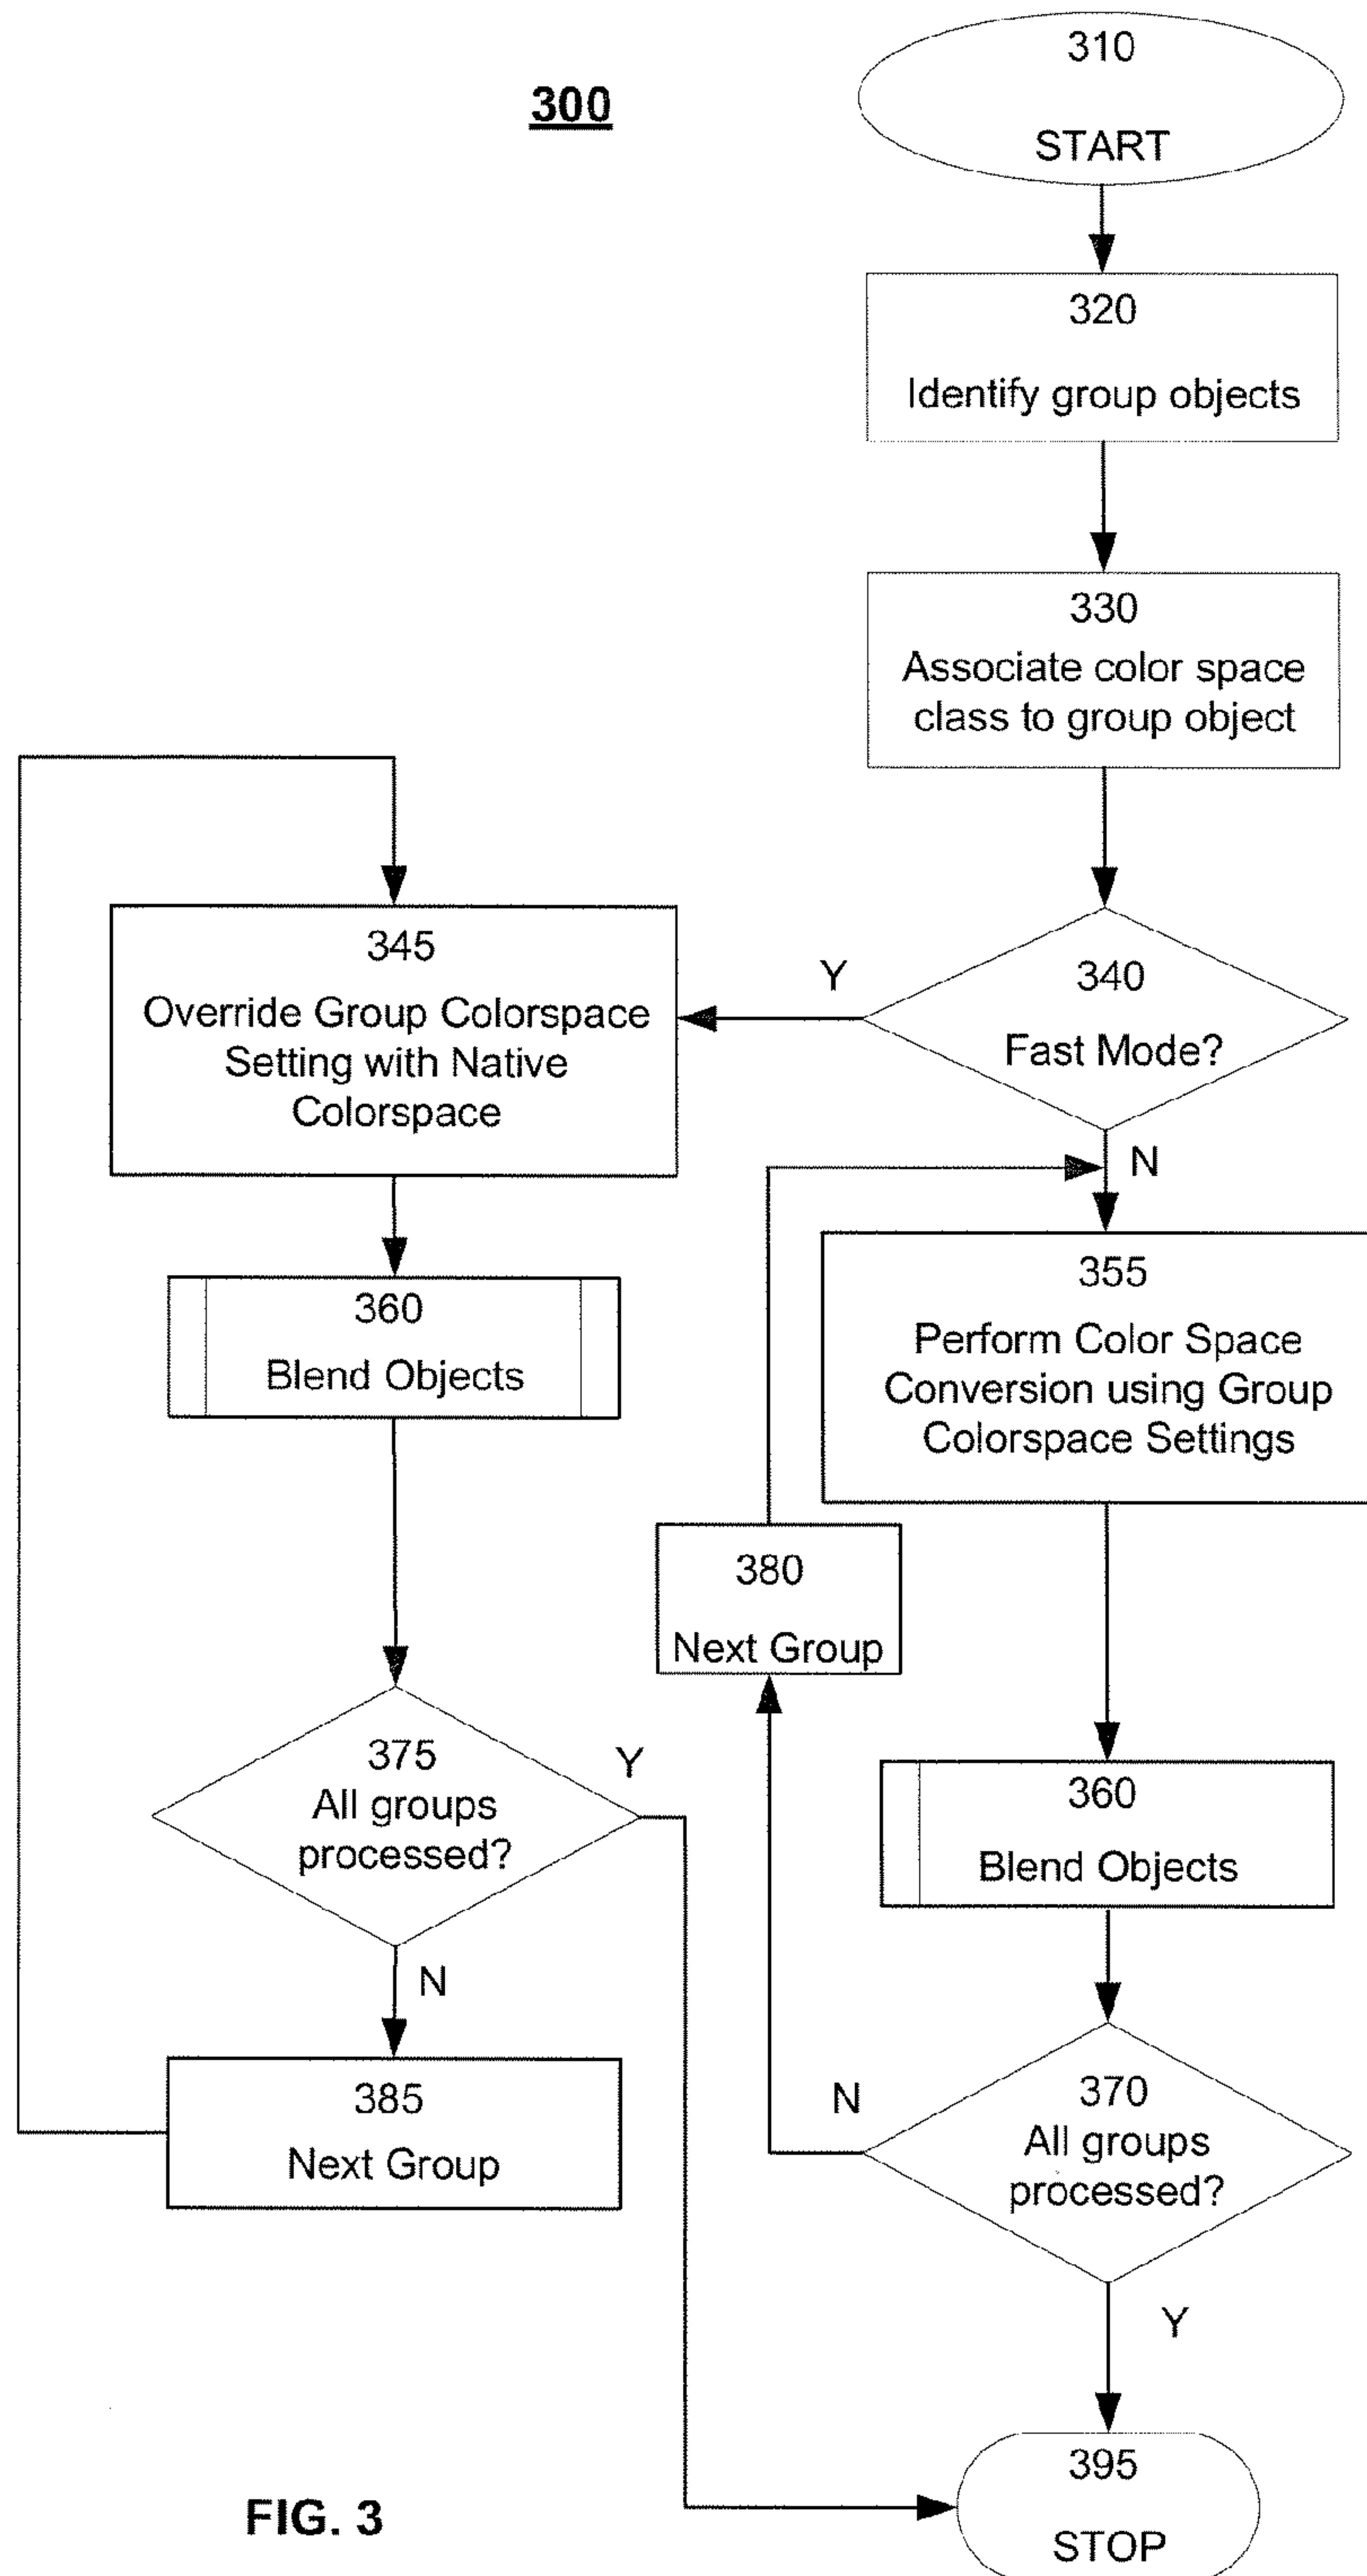 300
310
START
320
Identify group objects
330
Associate color space
class to group object
340
Fast Mode?
Y
N
345
Override Group Colorspace
Setting with Native
Colorspace
360
Blend Objects
375
All groups
processed?
Y
N
385
Next Group
355
Perform Color Space
Conversion using Group
Colorspace Settings
380
Next Group
360
Blend Objects
370
All groups
processed?
N
Y
395
STOP
FIG. 3